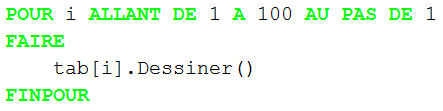 POUR i ALLANT DE 1 A 100 AU PAS DE 1
FAIRE
    tab[i].Dessiner()
FINPOUR